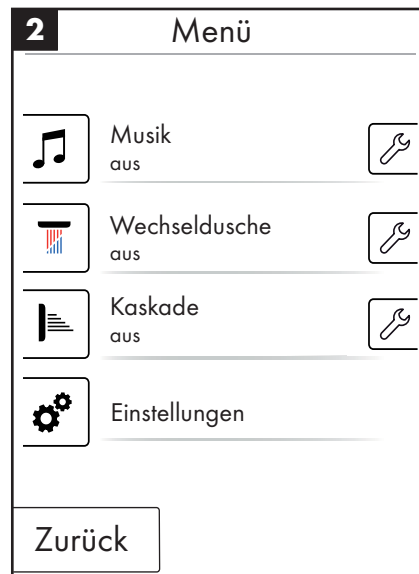 2
Menü
Musik
aus
Wechseldusche
aus
Kaskade
aus
Einstellungen
Zurück